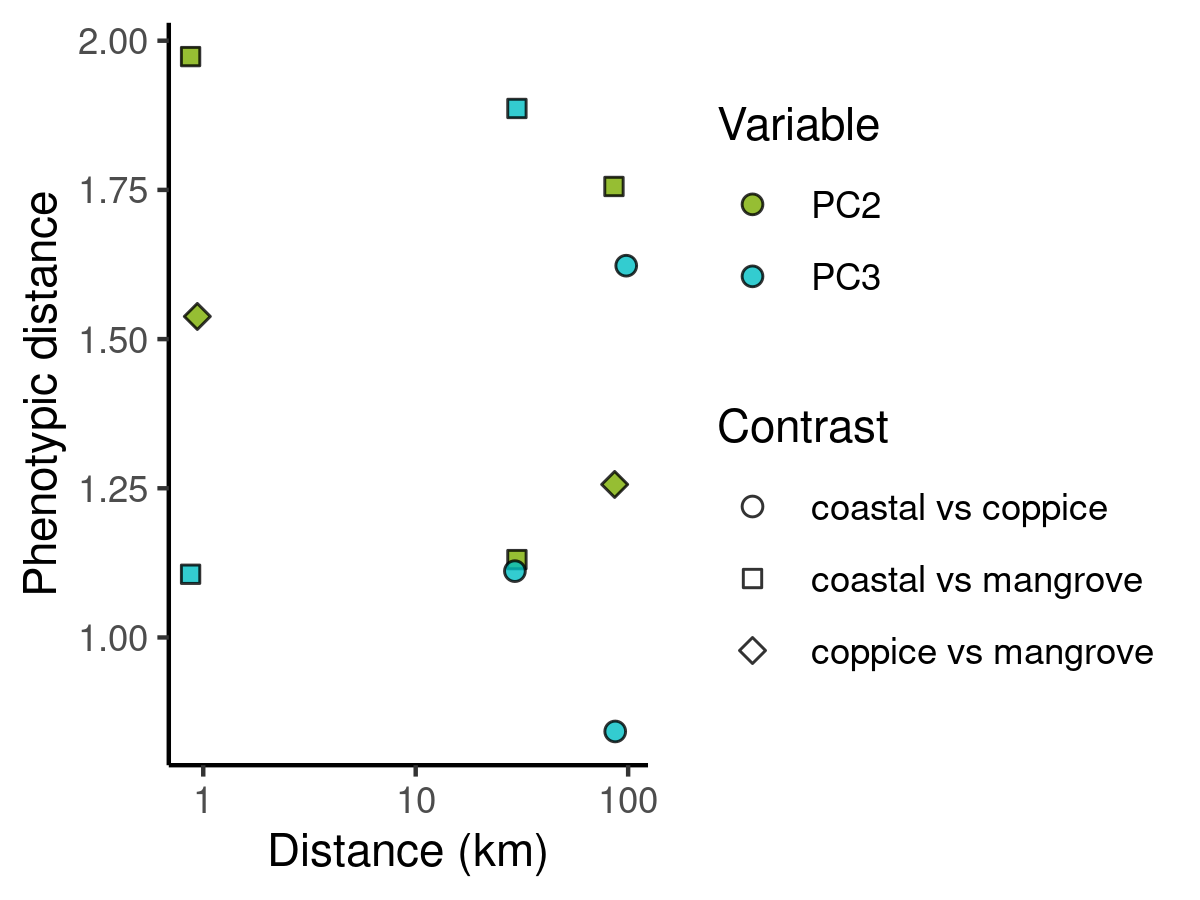 2.00
1.75
1.50
1.25
1.00
Phenotypic distance
1
10
100
Distance (km)
Variable
PC2
PC3
Contrast
coastal vs coppice
coastal vs mangrove
coppice vs mangrove